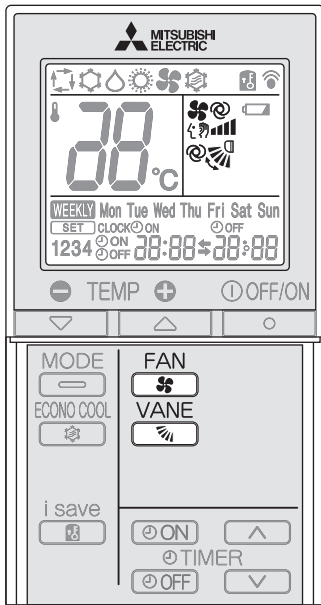 MITSUBISHI
ELECTRIC
88 °C
WEEKLY Mon Tue Wed Thu Fri Sat Sun
SET CLOCK ON OFF
1234 ON OFF 88:88 88:88
TEMP OFF/ON
MODE FAN
ECONO COOL VANE
i save
ON
TIMER
OFF